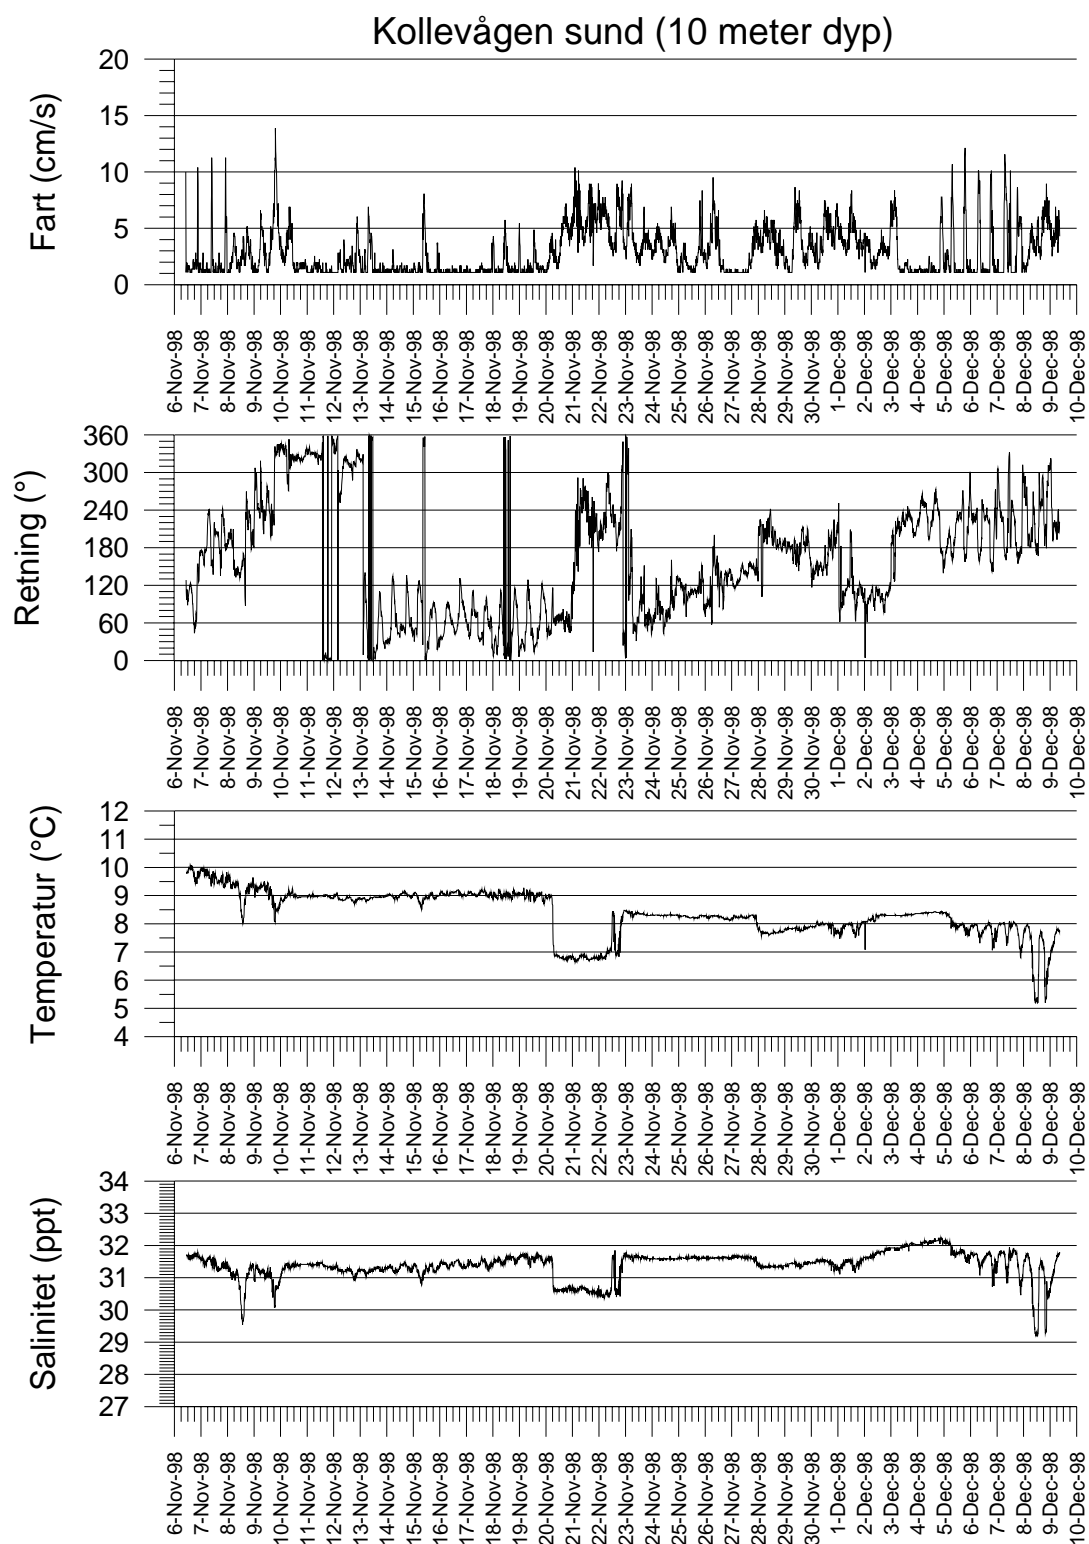 Kollevågen sund (10 meter dyp)
Fart (cm/s)
20
15
10
5
0
6-Nov-98
7-Nov-98
8-Nov-98
9-Nov-98
10-Nov-98
11-Nov-98
12-Nov-98
13-Nov-98
14-Nov-98
15-Nov-98
16-Nov-98
17-Nov-98
18-Nov-98
19-Nov-98
20-Nov-98
21-Nov-98
22-Nov-98
23-Nov-98
24-Nov-98
25-Nov-98
26-Nov-98
27-Nov-98
28-Nov-98
29-Nov-98
30-Nov-98
1-Dec-98
2-Dec-98
3-Dec-98
4-Dec-98
5-Dec-98
6-Dec-98
7-Dec-98
8-Dec-98
9-Dec-98
10-Dec-98
Retning (°)
360
300
240
180
120
60
0
6-Nov-98
7-Nov-98
8-Nov-98
9-Nov-98
10-Nov-98
11-Nov-98
12-Nov-98
13-Nov-98
14-Nov-98
15-Nov-98
16-Nov-98
17-Nov-98
18-Nov-98
19-Nov-98
20-Nov-98
21-Nov-98
22-Nov-98
23-Nov-98
24-Nov-98
25-Nov-98
26-Nov-98
27-Nov-98
28-Nov-98
29-Nov-98
30-Nov-98
1-Dec-98
2-Dec-98
3-Dec-98
4-Dec-98
5-Dec-98
6-Dec-98
7-Dec-98
8-Dec-98
9-Dec-98
10-Dec-98
Temperatur (°C)
12
11
10
9
8
7
6
5
4
6-Nov-98
7-Nov-98
8-Nov-98
9-Nov-98
10-Nov-98
11-Nov-98
12-Nov-98
13-Nov-98
14-Nov-98
15-Nov-98
16-Nov-98
17-Nov-98
18-Nov-98
19-Nov-98
20-Nov-98
21-Nov-98
22-Nov-98
23-Nov-98
24-Nov-98
25-Nov-98
26-Nov-98
27-Nov-98
28-Nov-98
29-Nov-98
30-Nov-98
1-Dec-98
2-Dec-98
3-Dec-98
4-Dec-98
5-Dec-98
6-Dec-98
7-Dec-98
8-Dec-98
9-Dec-98
10-Dec-98
Salinitet (ppt)
34
33
32
31
30
29
28
27
6-Nov-98
7-Nov-98
8-Nov-98
9-Nov-98
10-Nov-98
11-Nov-98
12-Nov-98
13-Nov-98
14-Nov-98
15-Nov-98
16-Nov-98
17-Nov-98
18-Nov-98
19-Nov-98
20-Nov-98
21-Nov-98
22-Nov-98
23-Nov-98
24-Nov-98
25-Nov-98
26-Nov-98
27-Nov-98
28-Nov-98
29-Nov-98
30-Nov-98
1-Dec-98
2-Dec-98
3-Dec-98
4-Dec-98
5-Dec-98
6-Dec-98
7-Dec-98
8-Dec-98
9-Dec-98
10-Dec-98